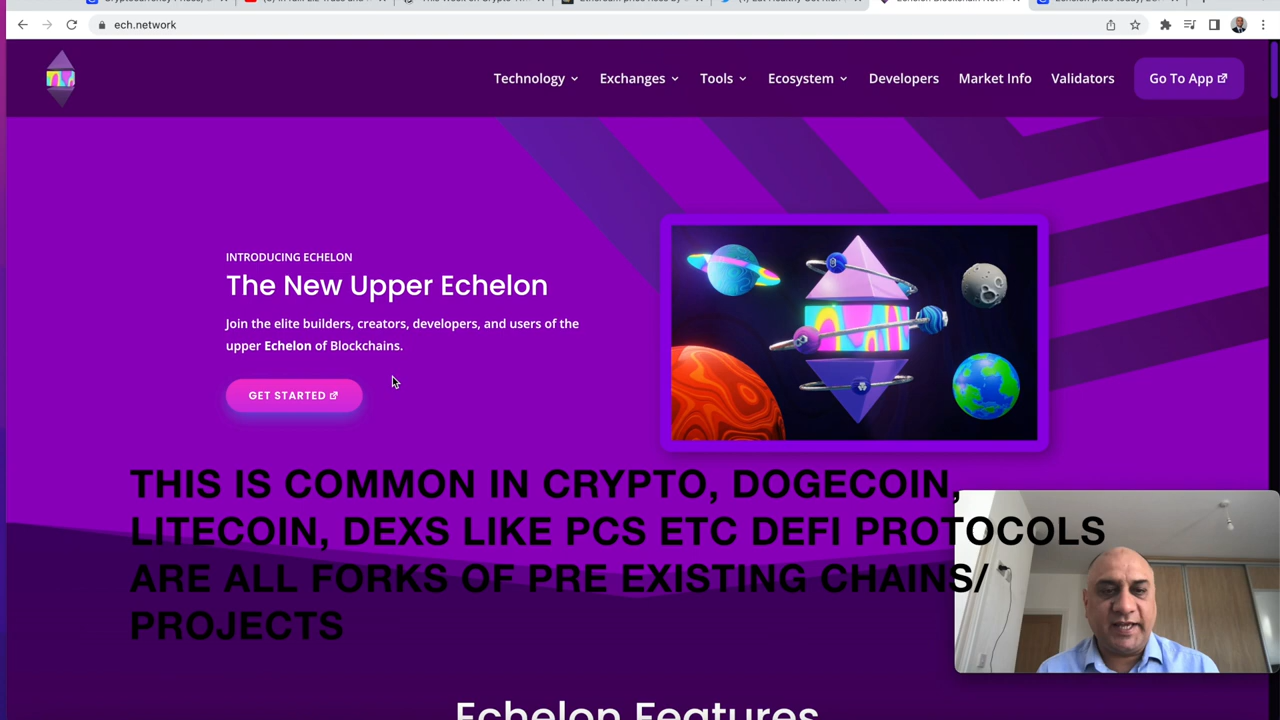 ech.network
Technology Exchanges Tools Ecosystem Developers Market Info Validators Go To App
INTRODUCING ECHELON
The New Upper Echelon
Join the elite builders, creators, developers, and users of the
upper Echelon of Blockchains.
GET STARTED
THIS IS COMMON IN CRYPTO, DOGECOIN,
LITECOIN, DEXS LIKE PCS ETC DEFI PROTOCOLS
ARE ALL FORKS OF PRE EXISTING CHAINS/
PROJECTS
Echelon Features